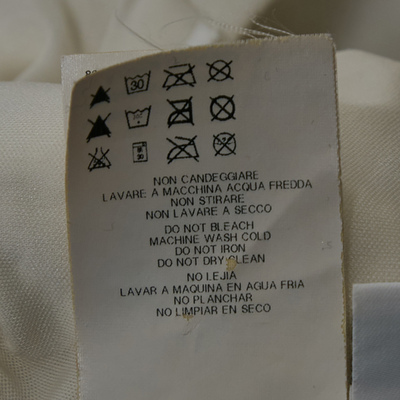 30
NON CANDEGGIARE
LAVARE A MACCHINA ACQUA FREDDA
NON STIRARE
NON LAVARE A SECCO
DO NOT BLEACH
MACHINE WASH COLD
DO NOT IRON
DO NOT DRY CLEAN
NO LEJIA
LAVAR A MAQUINA EN AGUA FRIA
NO PLANCHAR
NO LIMPIAR EN SECO